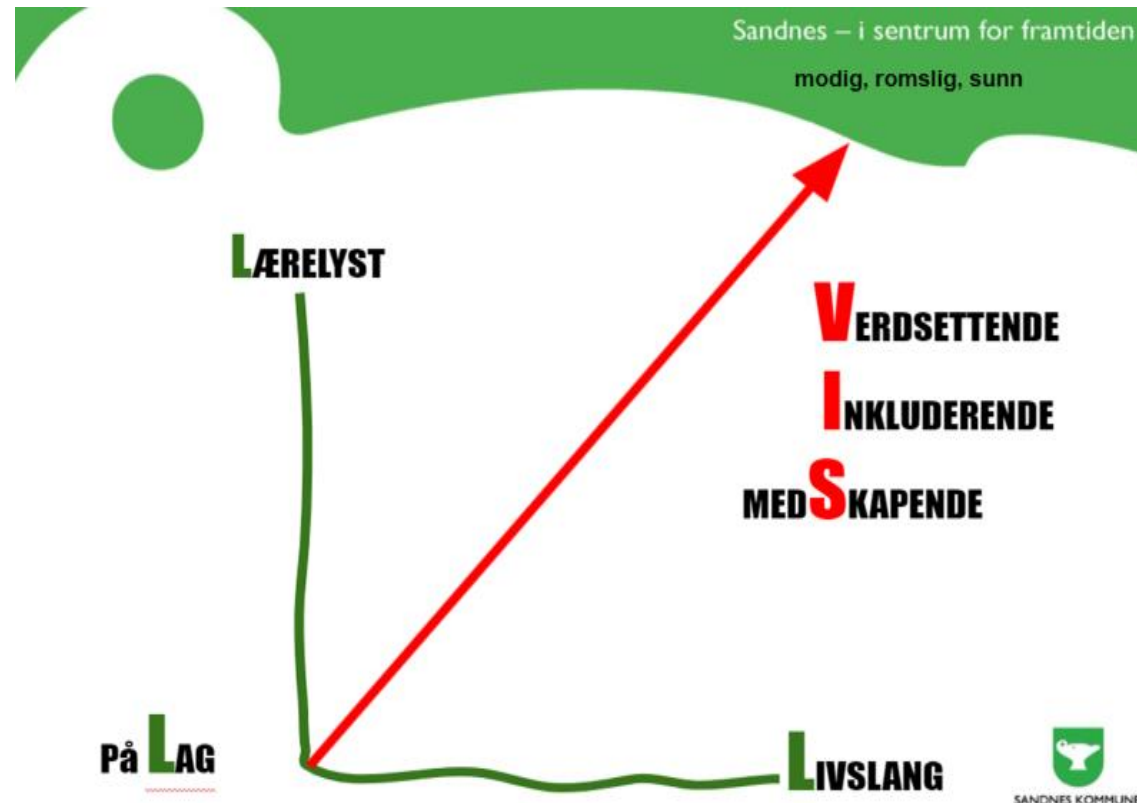 Sandnes – i sentrum for framtiden
modig, romslig, sunn
LÆRELYST
VERDSETTENDE
INKLUDERENDE
MEDSKAPENDE
På LAG
LIVSLANG
SANDNES KOMMUNE